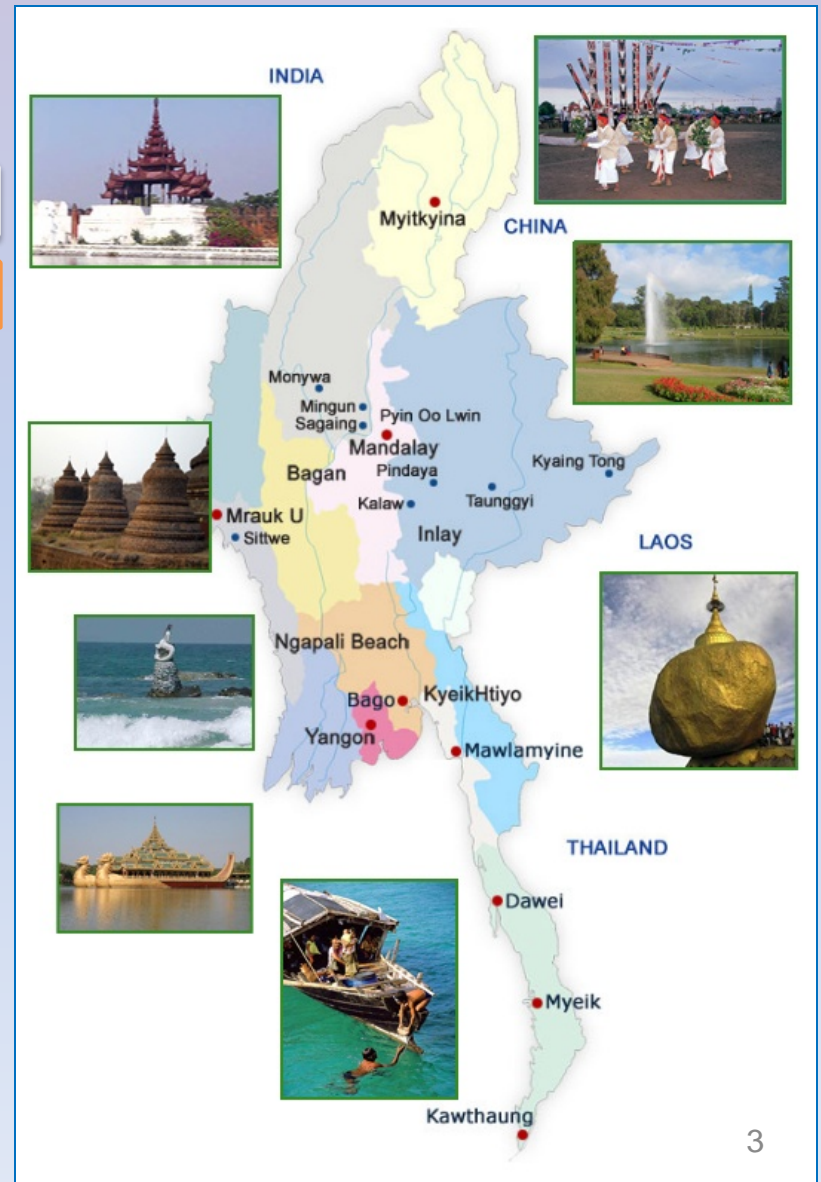 INDIA
Myitkyina
CHINA
Monywa
Mingun
Sagaing
Pyin Oo Lwin
Mandalay
Bagan
Pindaya
Kyaing Tong
Kalaw
Taunggyi
Mrauk U
Sittwe
Inlay
LAOS
Ngapali Beach
Bago
KyeikHtiyo
Yangon
Mawlamyine
THAILAND
Dawei
Myeik
Kawthaung
3